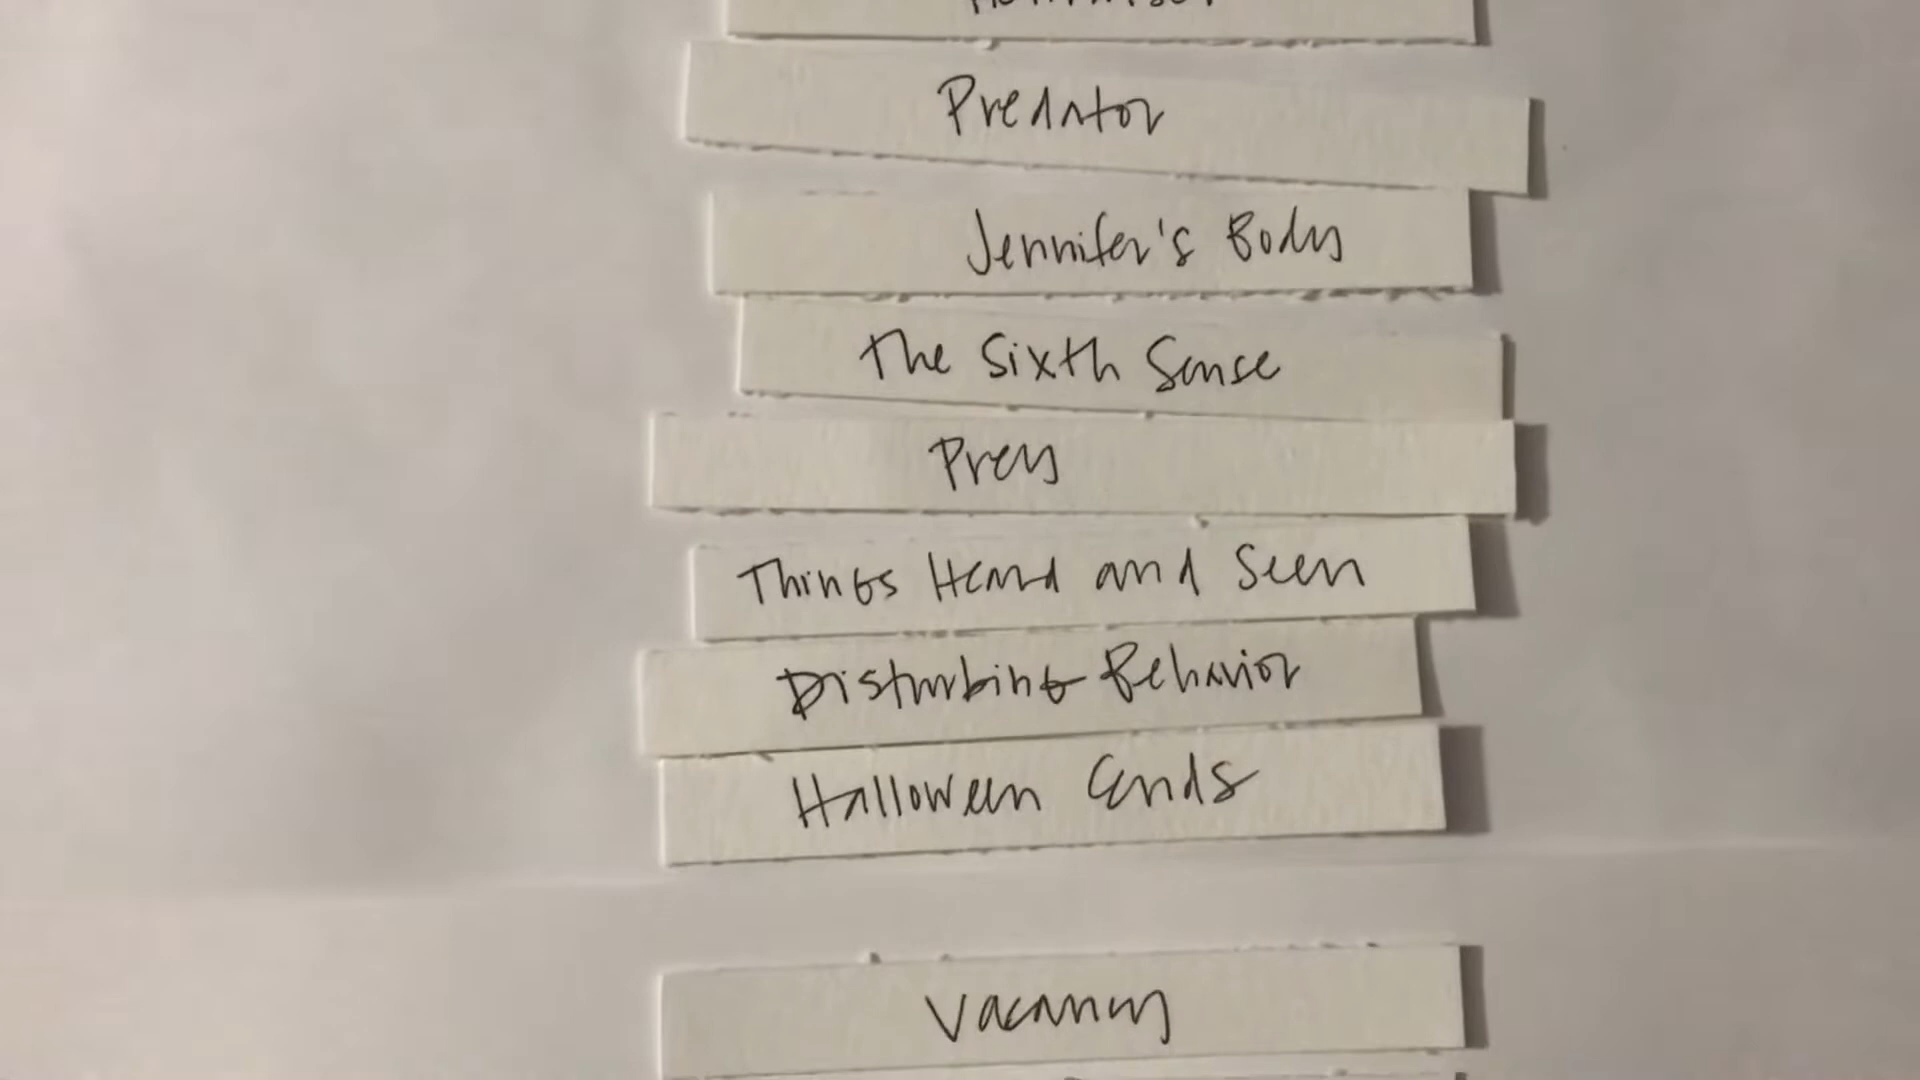 Predator
Jennifer's Body
The Sixth Sense
Prey
Things Heard and Seen
Disturbing Behavior
Halloween Ends
Vacancy